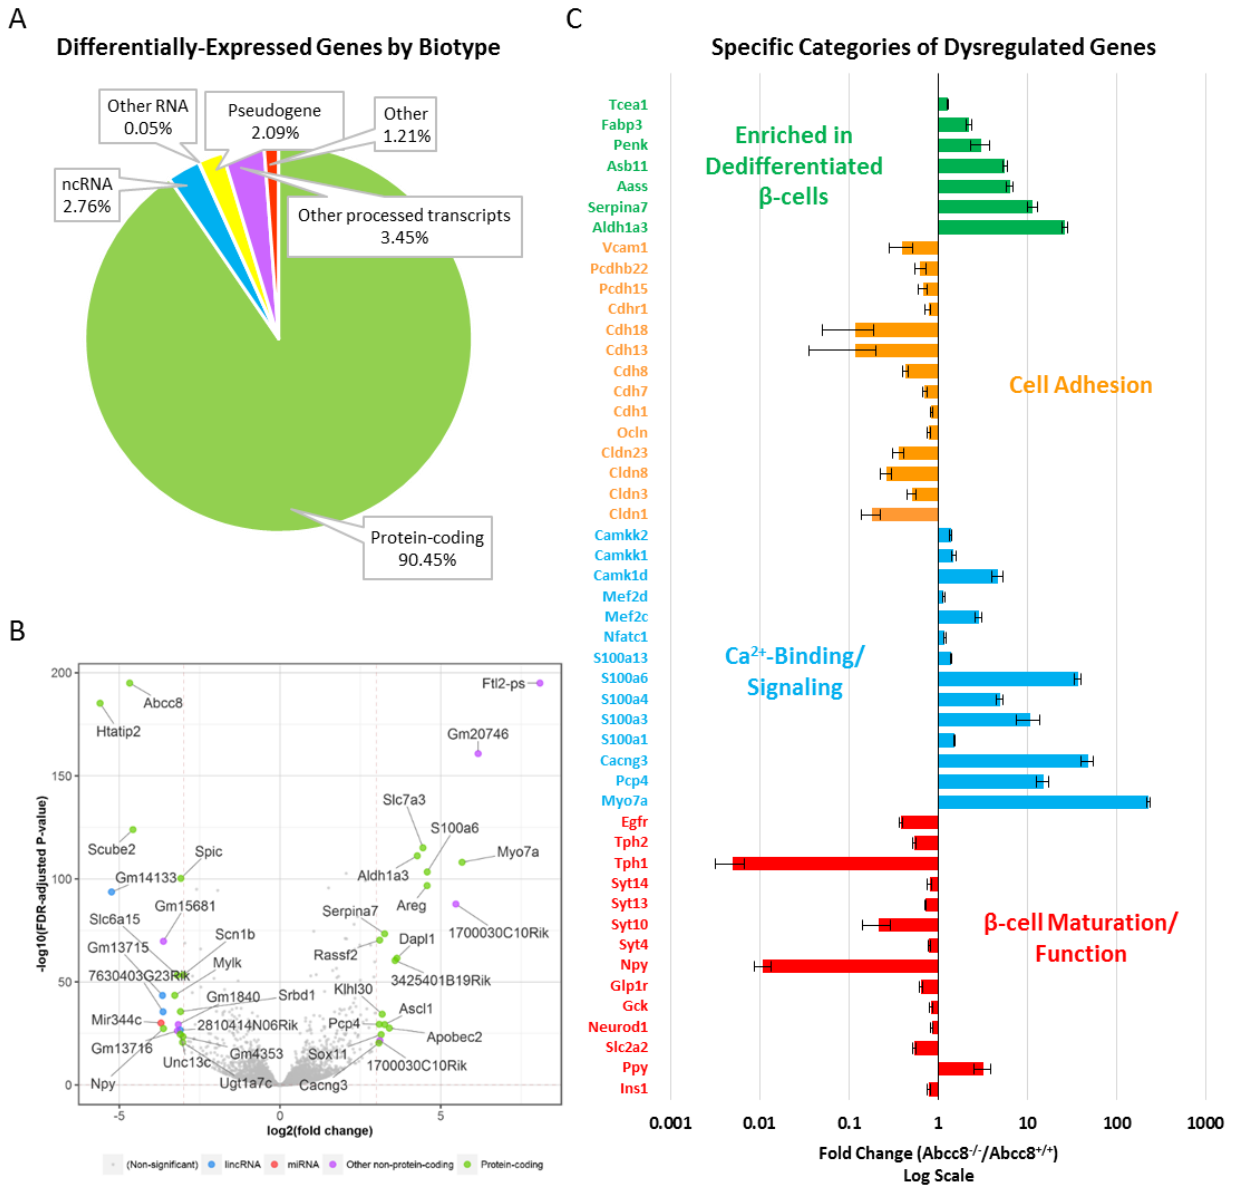 A
Differentially-Expressed Genes by Biotype
Other RNA
0.05%
Pseudogene
2.09%
Other
1.21%
ncRNA
2.76%
Other processed transcripts
3.45%
Protein-coding
90.45%
B
-log10(FDR-adjusted P-value)
200
150
100
50
0
Abcc8
Htatip2
Ftl2-ps
Gm20746
Slc7a3
S100a6
Scube2
Spic
Myo7a
Gm14133
Aldh1a3
Gm15681
Areg
Slc6a15
Serpina7
1700030C10Rik
Scn1b
Dapl1
Gm13715
Rassf2
Mylk
7630403G23Rik
3425401B19Rik
Klhl30
Gm1840
Srbd1
Ascl1
Mir344c
2810414N06Rik
Pcp4
Apobec2
Gm13716
Gm4353
Sox11
Unc13c
1700030C10Rik
Npy
Ugt1a7c
Cacng3
-5
0
5
log2(fold change)
(Non-significant)
lincRNA
miRNA
Other non-protein-coding
Protein-coding
C
Specific Categories of Dysregulated Genes
Tcea1
Fabp3
Penk
Asb11
Aass
Serpina7
Aldh1a3
Vcam1
Pcdhb22
Pcdh15
Cdhr1
Cdh18
Cdh13
Cdh8
Cdh7
Cdh1
Ocln
Cldn23
Cldn8
Cldn3
Cldn1
Camkk2
Camkk1
Camk1d
Mef2d
Mef2c
Nfatc1
S100a13
S100a6
S100a4
S100a3
S100a1
Cacng3
Pcp4
Myo7a
Egfr
Tph2
Tph1
Syt14
Syt13
Syt10
Syt4
Npy
Glp1r
Gck
Neurod1
Slc2a2
Ppy
Ins1
Enriched in
Dedifferentiated
β-cells
Cell Adhesion
Ca²⁺-Binding/
Signaling
β-cell Maturation/
Function
0.001
0.01
0.1
1
10
100
1000
Fold Change (Abcc8⁻/⁻/Abcc8⁺/⁺)
Log Scale